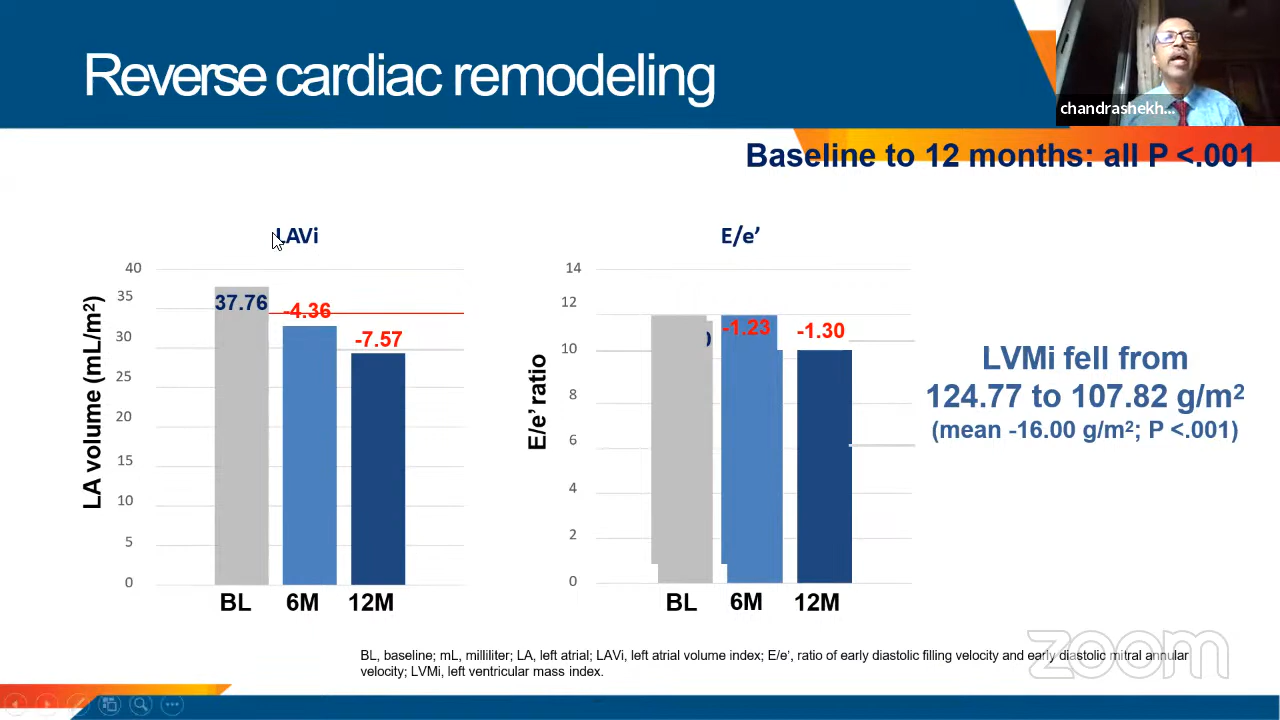 Reverse cardiac remodeling
chandrashekh...
Baseline to 12 months: all P <.001
LAVi
LA volume (mL/m²)
40
35
30
25
20
15
10
5
0
37.76
-4.36
-7.57
BL 6M 12M
E/e’
E/e’ ratio
14
12
10
8
6
4
2
0
-1.23
-1.30
BL 6M 12M
LVMi fell from
124.77 to 107.82 g/m²
(mean -16.00 g/m²; P <.001)
zoom
BL, baseline; mL, milliliter; LA, left atrial; LAVi, left atrial volume index; E/e’, ratio of early diastolic filling velocity and early diastolic mitral annular
velocity; LVMi, left ventricular mass index.